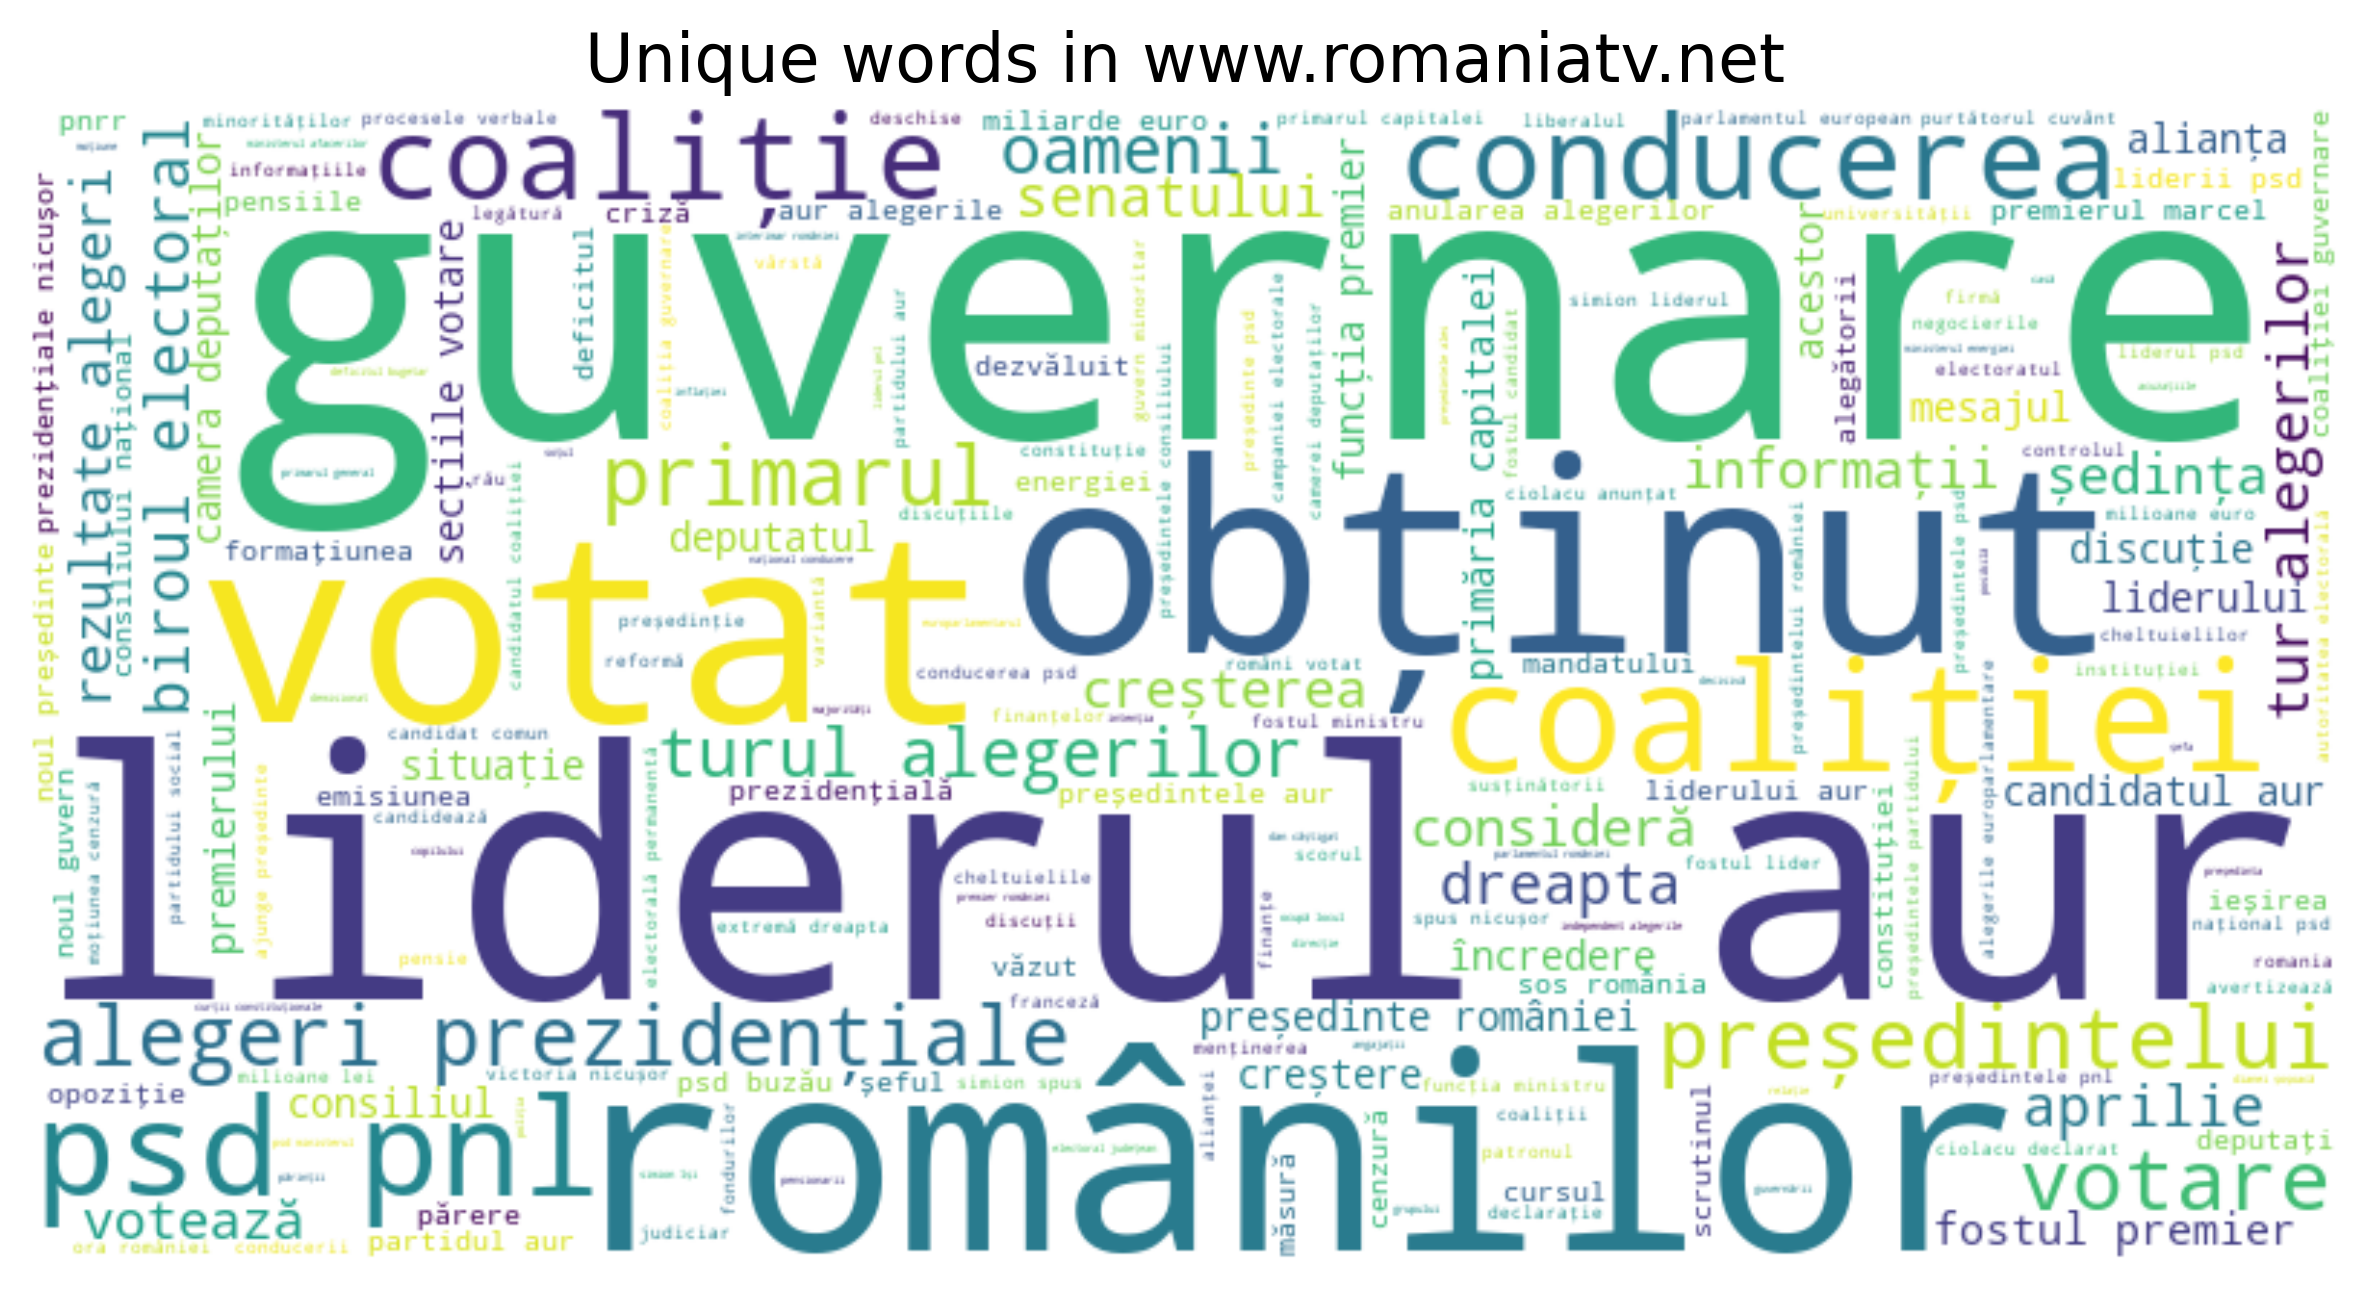 Unique words in www.romaniatv.net
pnrr
minorităților
procesele verbale
deschise
miliarde euro
primarul capitalei
liberalul
parlamentul european
purtătorul cuvânt
coaliție
oamenii
conducerea
alianța
informațiile
liderii psd
pensiile
legătură
criză
aur alegerile
senatului
anularea alegerilor
universității
premierul marcel
guvernare
prezidențiale nicușor
rezultate alegeri
biroul electoral
camera deputaților
secțiile votare
deficitul
coaliția guvernare
vârstă
partidului aur
dezvăluit
guvern minoritar
președinte psd
campaniei electorale
camerei deputaților
funcția premier
primăria capitalei
fostul candidat
simion liderul
acestor
alegătorii
firmă
negocierile
electoratul
mesajul
liderul psd
turul alegerilor
coaliției guvernare
consiliului național
primarul general
rău
primarul
constituție
energiei
președintele consiliului
informații
controlul
ședința
ciolacu anunțat
discuțiile
deputatul
obținut
milioane euro
formațiunea
candidatul coaliției
discuție
votat
președinție
variantă
reformă
conducerea psd
români votat
mandatului
președintelui româniei
președintele psd
liderului
cheltuielilor
instituției
autoritatea electorală
noul președinte
creșterea
coaliției
finanțelor
fostul ministru
candidat comun
turul alegerilor
situație
premierului
prezidențială
președintele aur
susținătorii
liderului aur
candidatul aur
emisiunea
candidează
liderul aur
noul guvern
moțiunea cenzură
partidului social
ajunge președinte
electorală permanentă
consideră
scorul
fostul lider
constituției
președintele partidului
alegerile europarlamentare
cheltuielile
dreapta
ieșirea
discuții
extremă dreapta
finanțe
spus nicușor
național psd
pensie
văzut
încredere
romania
franceză
sos românia
avertizează
alegeri prezidențiale
președinte româniei
președintelui
menținerea
milioane lei
victoria nicușor
psd buzău
șeful
simion spus
creștere
funcția ministru
președintele pnl
opoziție
consiliul
psd pnl
românilor
alianței
cenzura
coaliții
scrutinul
aprilie
fondurilor
patronul
ciolacu declarat
deputați
măsura
cursul
votare
votează
părere
judiciar
declarație
fostul premier
ora româniei
conducerii
partidul aur